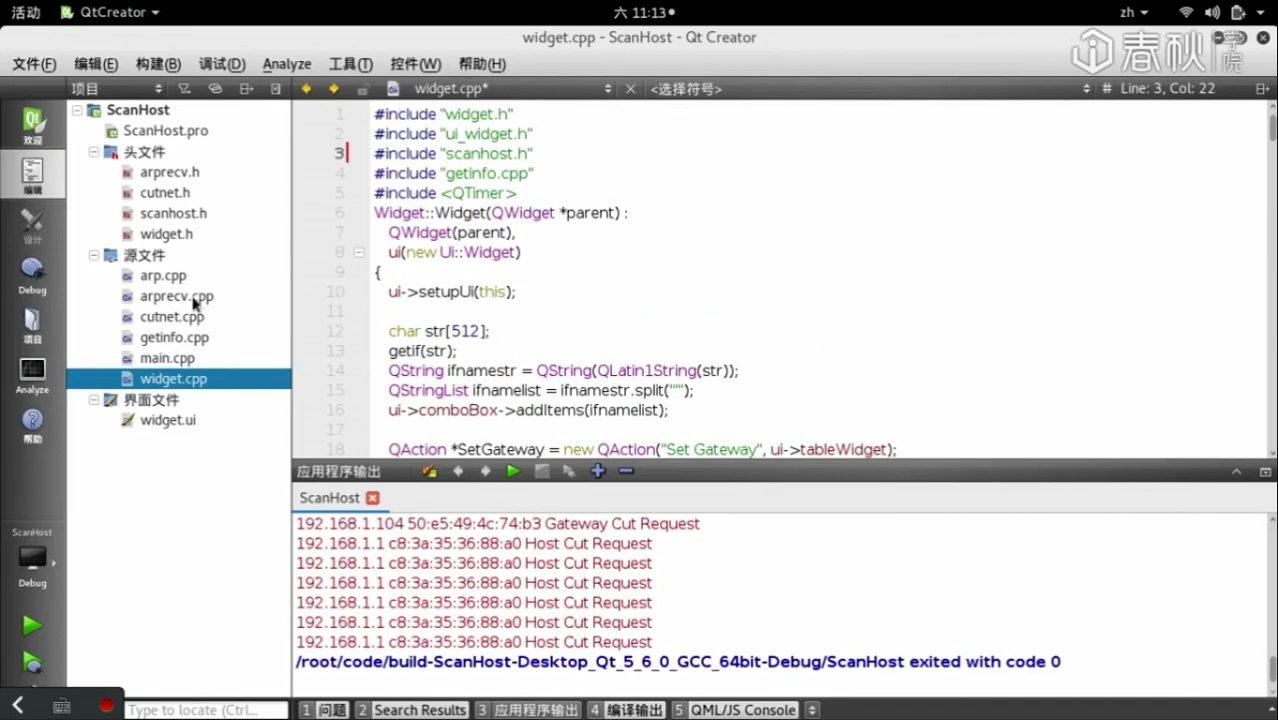 活动 QtCreator 六 11:13 zh
widget.cpp - ScanHost - Qt Creator
春秋学院
文件(F) 编辑(E) 构建(B) 调试(D) Analyze 工具(T) 控件(W) 帮助(H)
项目 widget.cpp* <选择符号> # Line: 3, Col: 22
欢迎
编辑
设计
Debug
项目
Analyze
帮助
ScanHost
Debug
ScanHost
ScanHost.pro
头文件
arprecv.h
cutnet.h
scanhost.h
widget.h
源文件
arp.cpp
arprecv.cpp
cutnet.cpp
getinfo.cpp
main.cpp
widget.cpp
界面文件
widget.ui
1 #include "widget.h"
2 #include "ui_widget.h"
3 #include "scanhost.h"
4 #include "getinfo.cpp"
5 #include <QTimer>
6 Widget::Widget(QWidget *parent) :
7 QWidget(parent),
8 ui(new Ui::Widget)
9 {
10 ui->setupUi(this);
11
12 char str[512];
13 getif(str);
14 QString ifnamestr = QString(QLatin1String(str));
15 QStringList ifnamelist = ifnamestr.split("'");
16 ui->comboBox->addItems(ifnamelist);
17
18 QAction *SetGateway = new QAction("Set Gateway", ui->tableWidget);
应用程序输出
ScanHost
192.168.1.104 50:e5:49:4c:74:b3 Gateway Cut Request
192.168.1.1 c8:3a:35:36:88:a0 Host Cut Request
192.168.1.1 c8:3a:35:36:88:a0 Host Cut Request
192.168.1.1 c8:3a:35:36:88:a0 Host Cut Request
192.168.1.1 c8:3a:35:36:88:a0 Host Cut Request
192.168.1.1 c8:3a:35:36:88:a0 Host Cut Request
192.168.1.1 c8:3a:35:36:88:a0 Host Cut Request
/root/code/build-ScanHost-Desktop_Qt_5_6_0_GCC_64bit-Debug/ScanHost exited with code 0
Type to locate (Ctrl... 1 问题 2 Search Results 3 应用程序输出 4 编译输出 5 QML/JS Console